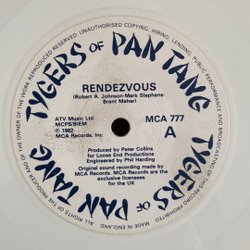 UNAUTHORISED COPYING, HIRING, LENDING, PUBLIC PERFORMANCE AND BROADCASTING
TYGERS OF PAN TANG
RENDEZVOUS
(Robert A. Johnson-Mark Stephens-
Brent Maher)
ATV Music Ltd.
MCPS/BIEM
℗ 1982
MCA Records, Inc.
MCA 777
A
Produced by Peter Collins
for Loose End Productions
Engineered by Phil Harding
Original sound recording made by
MCA Records. MCA Records are the
exclusive licensees
for the UK
TYGERS OF PAN TANG
ALL RIGHTS OF THE PRODUCER AND OF THE OWNER OF THE WORK REPRODUCED RESERVED
MADE IN ENGLAND